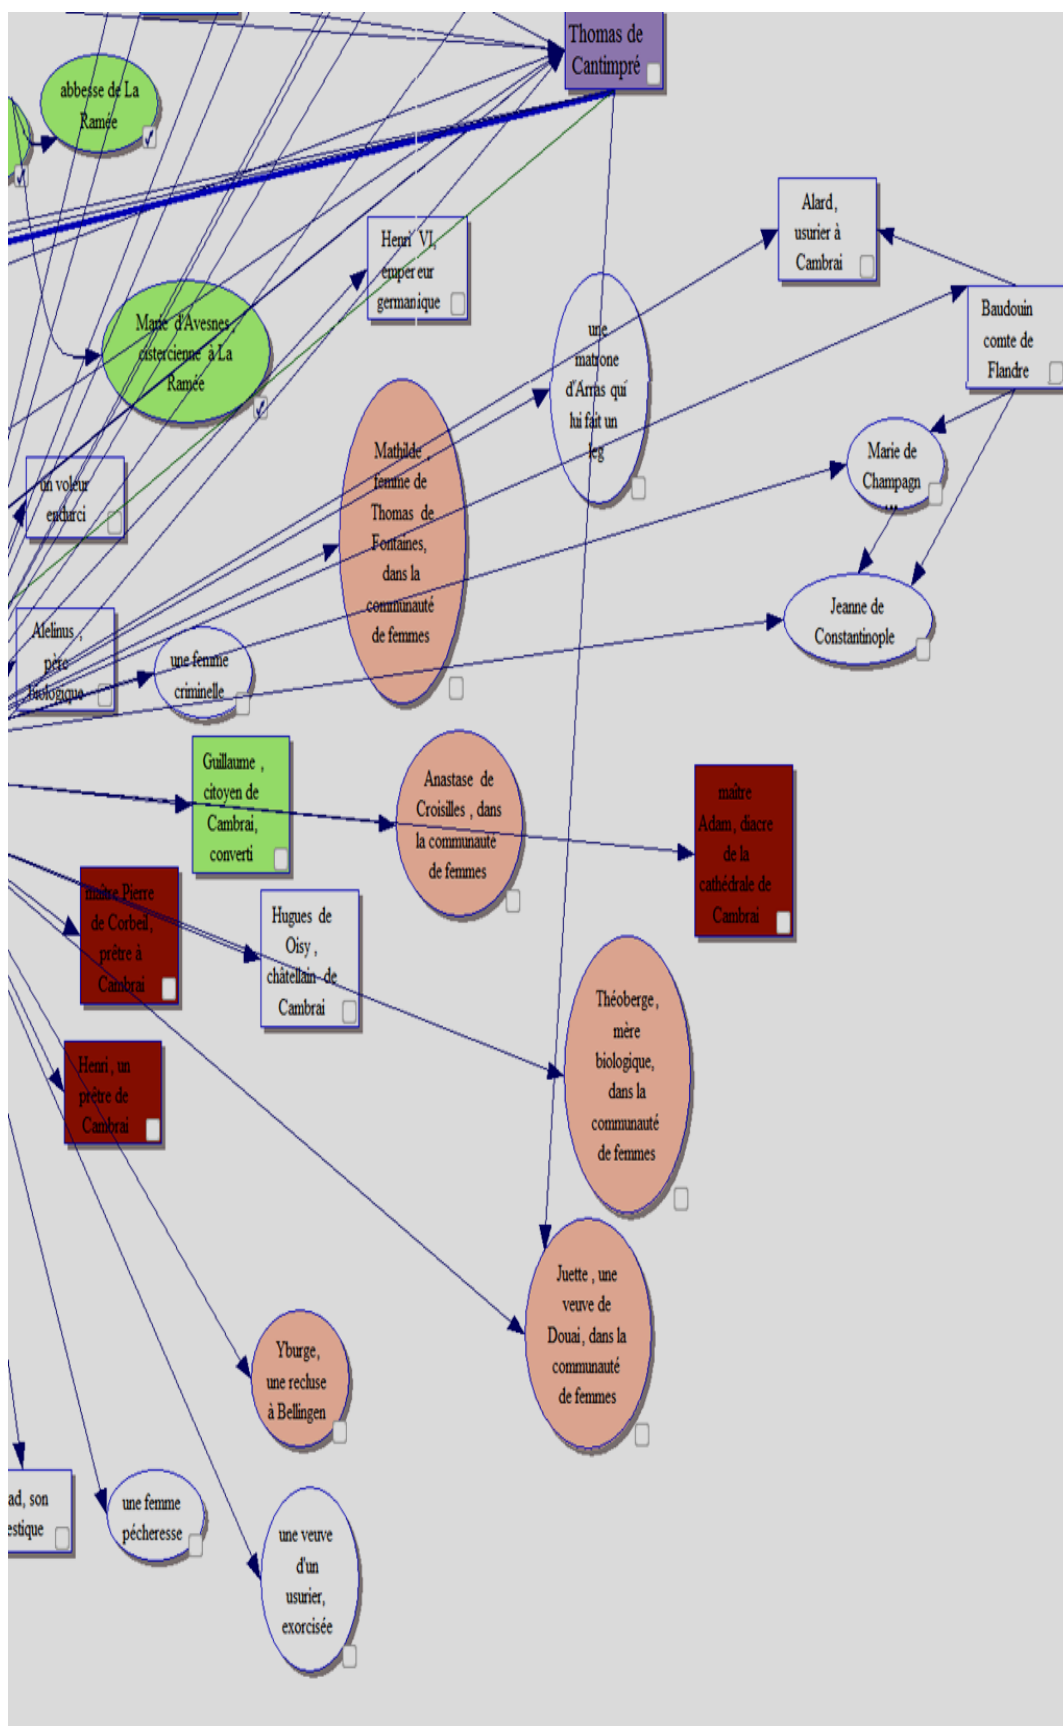 Thomas de
Cantimpré
abbesse de La
Ramée
Alard,
usurier à
Cambrai
Henri VI,
empereur
germanique
Marie d'Avesnes,
cistercienne à La
Ramée
Baudouin
comte de
Flandre
une
matrone
d'Arras qui
lui fait un
leg
Mathilde,
femme de
Thomas de
Fontaines,
dans la
communauté
de femmes
Marie de
Champagn
...
un voleur
endurci
Jeanne de
Constantinople
Alelinus,
père
biologique
une femme
criminelle
Guillaume,
citoyen de
Cambrai,
converti
Anastase de
Croisilles, dans
la communauté
de femmes
maître
Adam, diacre
de la
cathédrale de
Cambrai
maître Pierre
de Corbeil,
prêtre à
Cambrai
Hugues de
Oisy,
châtellain de
Cambrai
Théoberge,
mère
biologique,
dans la
communauté
de femmes
Henri, un
prêtre de
Cambrai
Juette, une
veuve de
Douai, dans la
communauté
de femmes
Yburge,
une recluse
à Bellingen
ad, son
estique
une femme
pécheresse
une veuve
d'un
usurier,
exorcisée